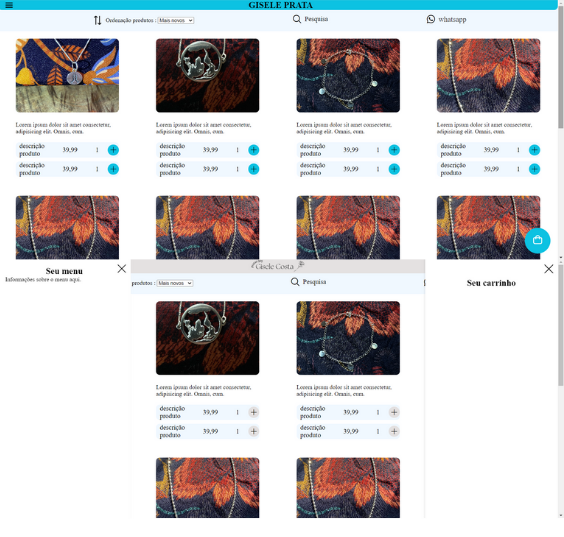 GISELE PRATA
Ordenação produtos : Mais novos
Pesquisa
whatsapp
Lorem ipsum dolor sit amet consectetur, adipisicing elit. Omnis, eum.
Lorem ipsum dolor sit amet consectetur, adipisicing elit. Omnis, eum.
Lorem ipsum dolor sit amet consectetur, adipisicing elit. Omnis, eum.
Lorem ipsum dolor sit amet consectetur, adipisicing elit. Omnis, eum.
descrição produto 39,99 1 +
descrição produto 39,99 1 +
descrição produto 39,99 1 +
descrição produto 39,99 1 +
descrição produto 39,99 1 +
descrição produto 39,99 1 +
descrição produto 39,99 1 +
descrição produto 39,99 1 +
Seu menu
Informações sobre o menu aqui.
Gisele Costa
produtos : Mais novos
Pesquisa
Seu carrinho
Lorem ipsum dolor sit amet consectetur, adipisicing elit. Omnis, eum.
Lorem ipsum dolor sit amet consectetur, adipisicing elit. Omnis, eum.
descrição produto 39,99 1 +
descrição produto 39,99 1 +
descrição produto 39,99 1 +
descrição produto 39,99 1 +